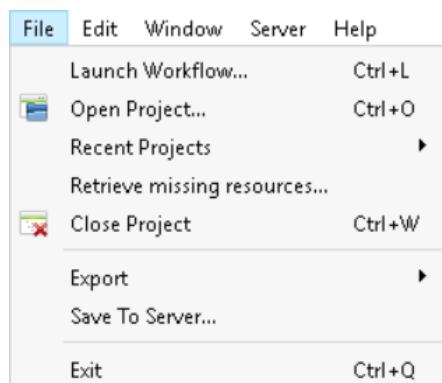 File Edit Window Server Help
Launch Workflow... Ctrl+L
Open Project... Ctrl+O
Recent Projects
Retrieve missing resources...
Close Project Ctrl+W
Export
Save To Server...
Exit Ctrl+Q